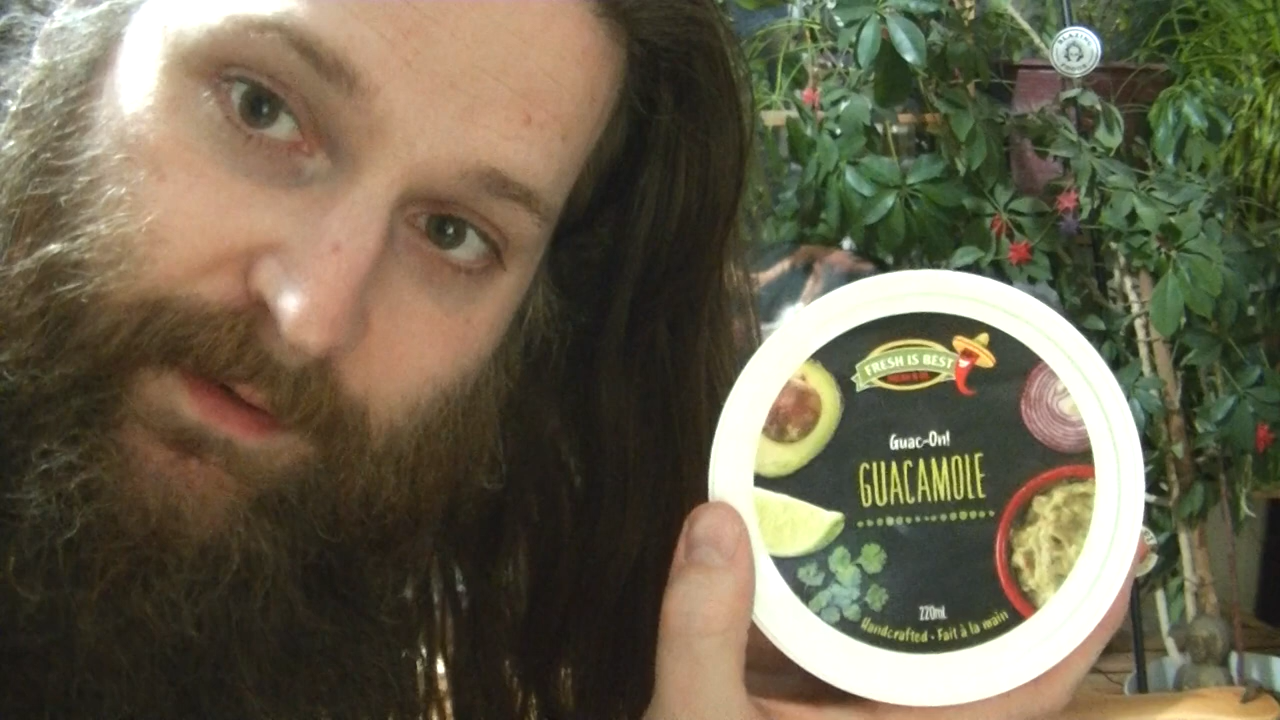 FRESH IS BEST
Guac-On!
GUACAMOLE
220mL
Handcrafted · Fait à la main